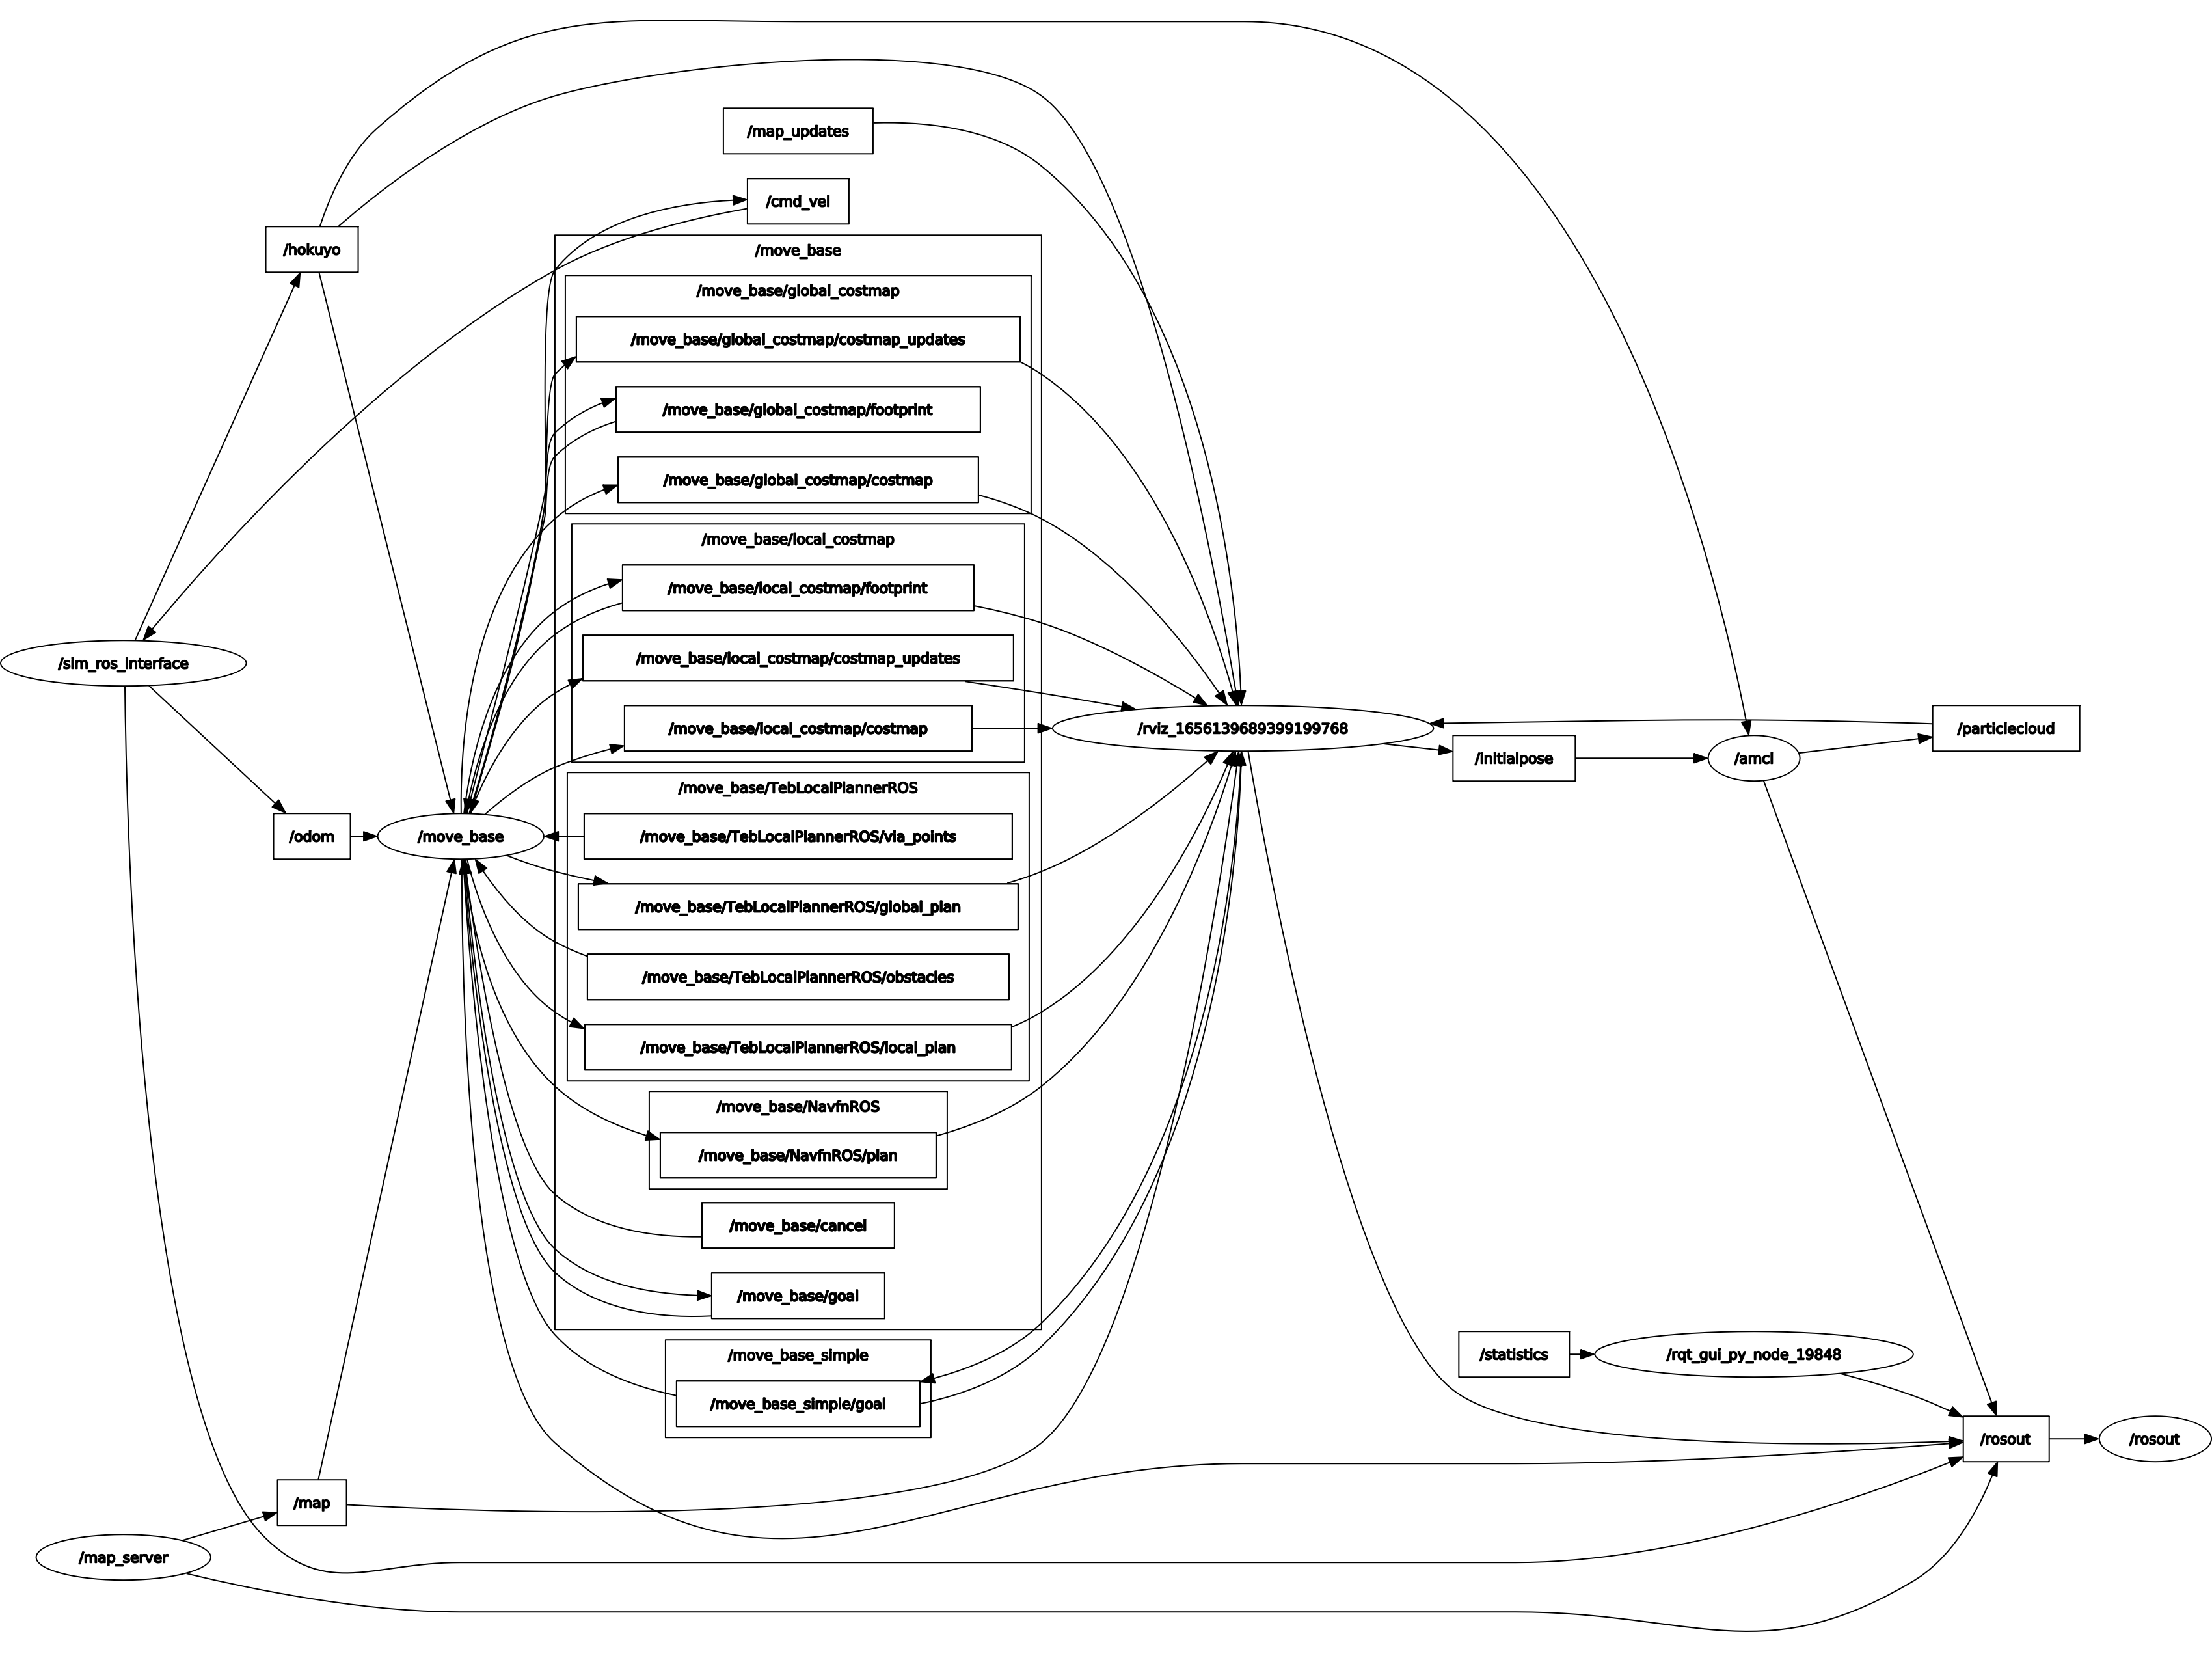 /map_updates
/cmd_vel
/hokuyo
/move_base
/move_base/global_costmap
/move_base/global_costmap/costmap_updates
/move_base/global_costmap/footprint
/move_base/global_costmap/costmap
/move_base/local_costmap
/move_base/local_costmap/footprint
/sim_ros_interface
/move_base/local_costmap/costmap_updates
/move_base/local_costmap/costmap
/rviz_1656139689399199768
/particlecloud
/initialpose
/amcl
/move_base/TebLocalPlannerROS
/odom
/move_base
/move_base/TebLocalPlannerROS/via_points
/move_base/TebLocalPlannerROS/global_plan
/move_base/TebLocalPlannerROS/obstacles
/move_base/TebLocalPlannerROS/local_plan
/move_base/NavfnROS
/move_base/NavfnROS/plan
/move_base/cancel
/move_base/goal
/move_base_simple
/statistics
/rqt_gui_py_node_19848
/move_base_simple/goal
/rosout
/rosout
/map
/map_server